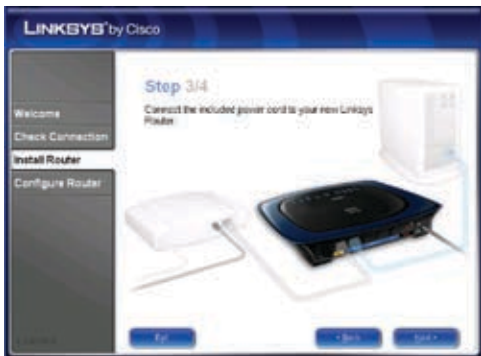 LINKSYS® by Cisco
Step 3/4
Connect the included power cord to your new Linksys
Router.
Welcome
Check Connection
Install Router
Configure Router
Exit
Back
Next